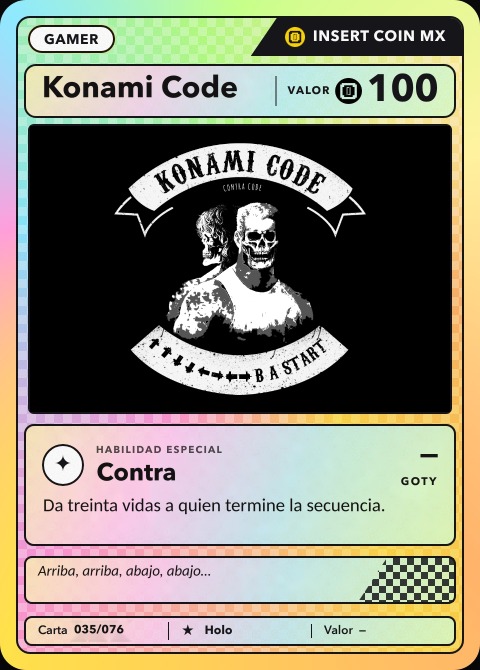 GAMER
INSERT COIN MX
Konami Code
VALOR 100
KONAMI CODE
CONTRA CODE
↑↑↓↓←→←→ B A START
HABILIDAD ESPECIAL
Contra
–
GOTY
Da treinta vidas a quien termine la secuencia.
Arriba, arriba, abajo, abajo...
Carta 035/076 ★ Holo Valor –